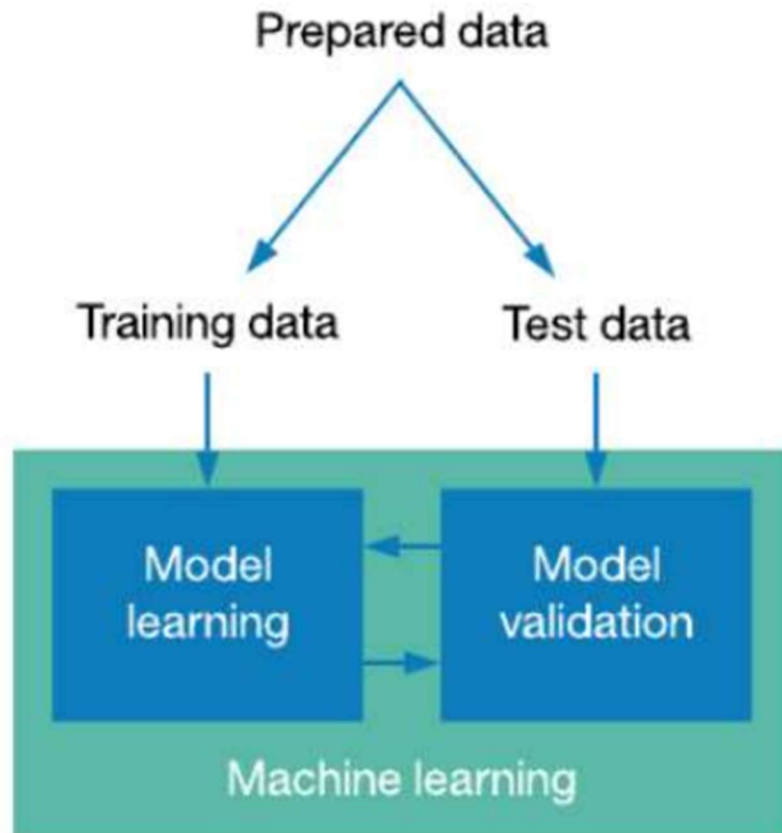 Prepared data
Training data
Test data
Model
learning
Model
validation
Machine learning